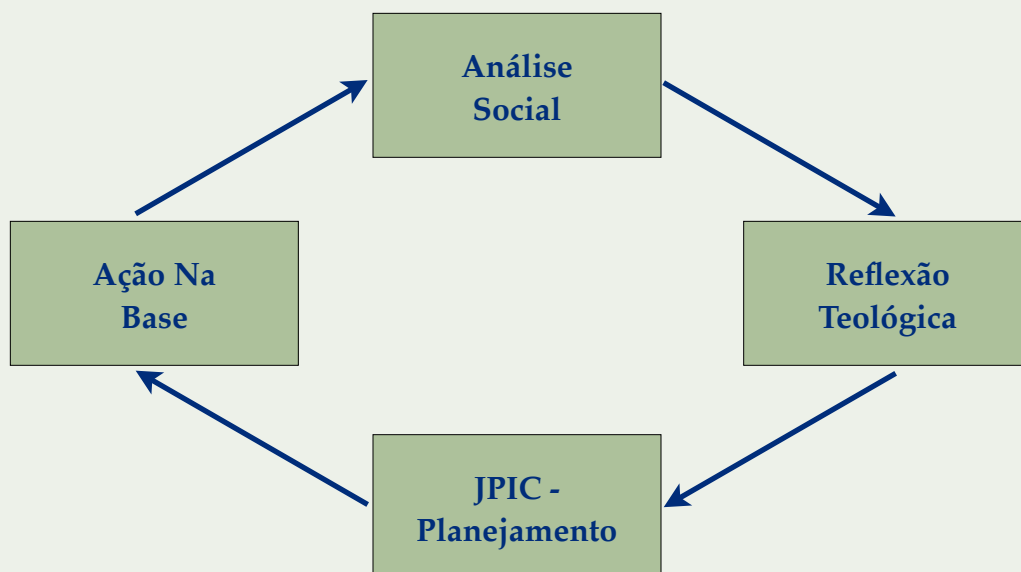 Análise
Social
Ação Na
Base
Reflexão
Teológica
JPIC -
Planejamento